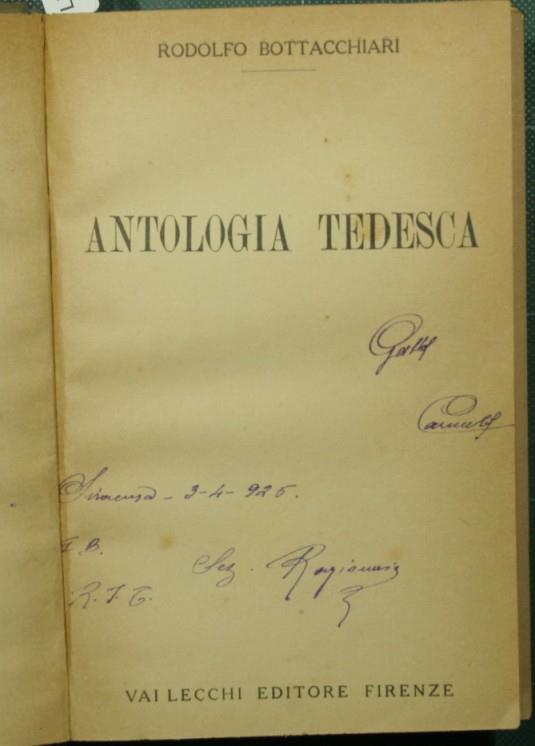 RODOLFO BOTTACCHIARI
ANTOLOGIA TEDESCA
Siracusa - 3-4-926.
I B.
Sez. Ragioneria
R. I. T.
VALLECCHI EDITORE FIRENZE